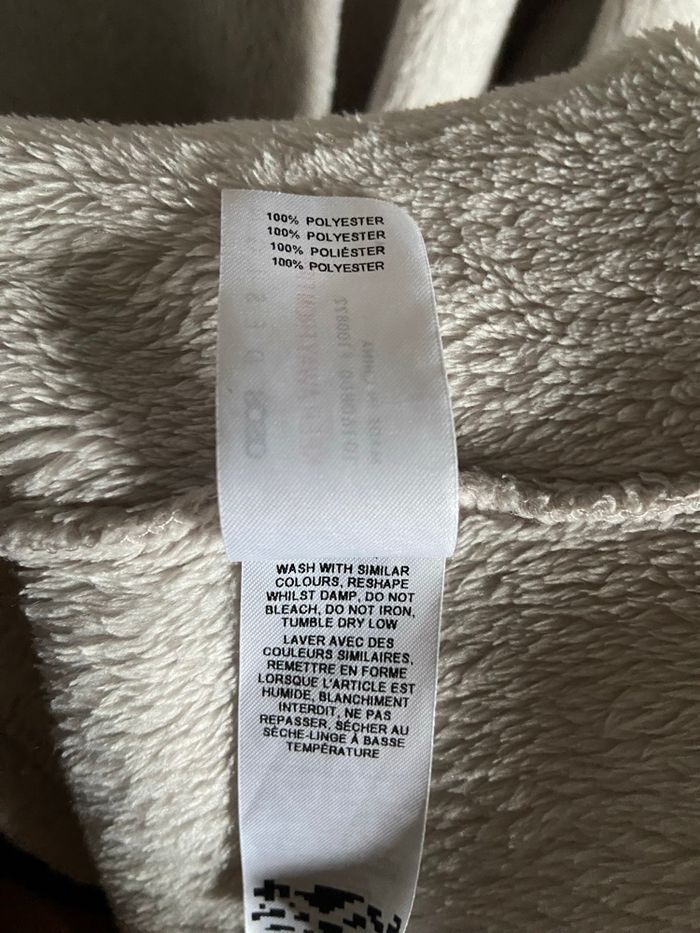 100% POLYESTER
100% POLYESTER
100% POLIÉSTER
100% POLYESTER
WASH WITH SIMILAR
COLOURS, RESHAPE
WHILST DAMP, DO NOT
BLEACH, DO NOT IRON,
TUMBLE DRY LOW
LAVER AVEC DES
COULEURS SIMILAIRES,
REMETTRE EN FORME
LORSQUE L'ARTICLE EST
HUMIDE, BLANCHIMENT
INTERDIT, NE PAS
REPASSER, SÉCHER AU
SÈCHE-LINGE À BASSE
TEMPÉRATURE